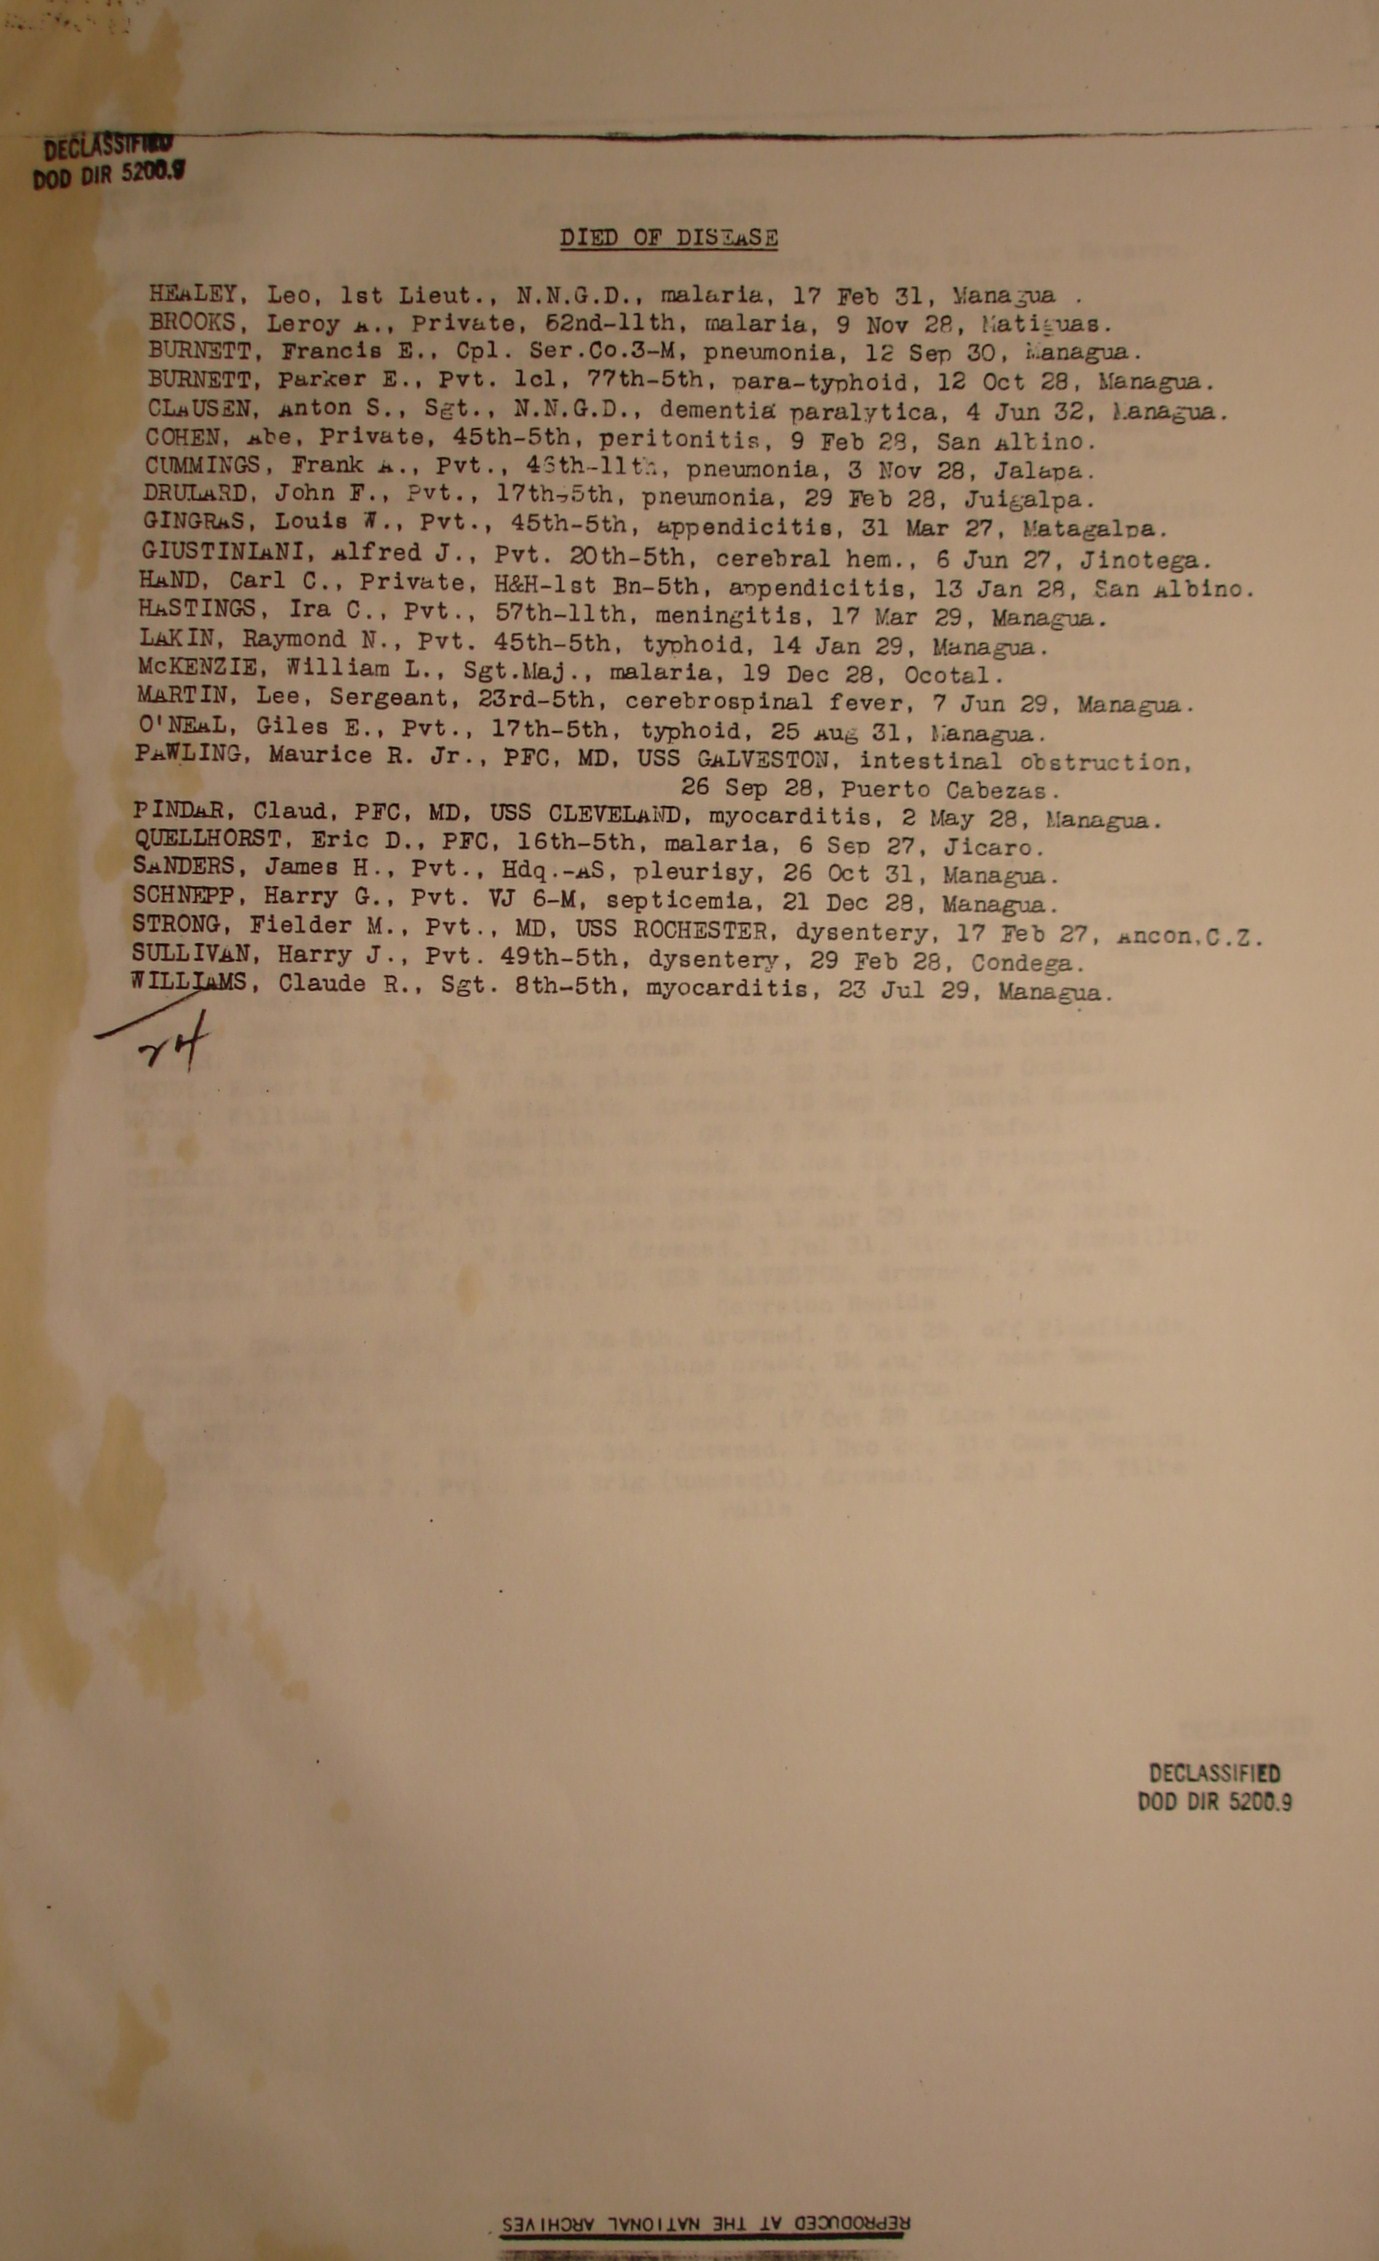 DECLASSIFIED
DOD DIR 5200.9
DIED OF DISEASE
HEALEY, Leo, 1st Lieut., N.N.G.D., malaria, 17 Feb 31, Managua .
BROOKS, Leroy A., Private, 52nd-11th, malaria, 9 Nov 28, Matiguas.
BURNETT, Francis E., Cpl. Ser.Co.3-M, pneumonia, 12 Sep 30, Managua.
BURNETT, Parker E., Pvt. 1cl, 77th-5th, para-typhoid, 12 Oct 28, Managua.
CLAUSEN, Anton S., Sgt., N.N.G.D., dementia paralytica, 4 Jun 32, Managua.
COHEN, Abe, Private, 45th-5th, peritonitis, 9 Feb 28, San Albino.
CUMMINGS, Frank A., Pvt., 46th-11th, pneumonia, 3 Nov 28, Jalapa.
DRULARD, John F., Pvt., 17th-5th, pneumonia, 29 Feb 28, Juigalpa.
GINGRAS, Louis W., Pvt., 45th-5th, appendicitis, 31 Mar 27, Matagalpa.
GIUSTINIANI, Alfred J., Pvt. 20th-5th, cerebral hem., 6 Jun 27, Jinotega.
HAND, Carl C., Private, H&H-1st Bn-5th, appendicitis, 13 Jan 28, San Albino.
HASTINGS, Ira C., Pvt., 57th-11th, meningitis, 17 Mar 29, Managua.
LAKIN, Raymond N., Pvt. 45th-5th, typhoid, 14 Jan 29, Managua.
McKENZIE, William L., Sgt.Maj., malaria, 19 Dec 28, Ocotal.
MARTIN, Lee, Sergeant, 23rd-5th, cerebrospinal fever, 7 Jun 29, Managua.
O'NEAL, Giles E., Pvt., 17th-5th, typhoid, 25 Aug 31, Managua.
PAWLING, Maurice R. Jr., PFC, MD, USS GALVESTON, intestinal obstruction,
26 Sep 28, Puerto Cabezas.
PINDAR, Claud, PFC, MD, USS CLEVELAND, myocarditis, 2 May 28, Managua.
QUELLHORST, Eric D., PFC, 16th-5th, malaria, 6 Sep 27, Jicaro.
SANDERS, James H., Pvt., Hdq.-AS, pleurisy, 26 Oct 31, Managua.
SCHNEPP, Harry G., Pvt. VJ 6-M, septicemia, 21 Dec 28, Managua.
STRONG, Fielder M., Pvt., MD, USS ROCHESTER, dysentery, 17 Feb 27, Ancon,C.Z.
SULLIVAN, Harry J., Pvt. 49th-5th, dysentery, 29 Feb 28, Condega.
WILLIAMS, Claude R., Sgt. 8th-5th, myocarditis, 23 Jul 29, Managua.
24
DECLASSIFIED
DOD DIR 5200.9
REPRODUCED AT THE NATIONAL ARCHIVES